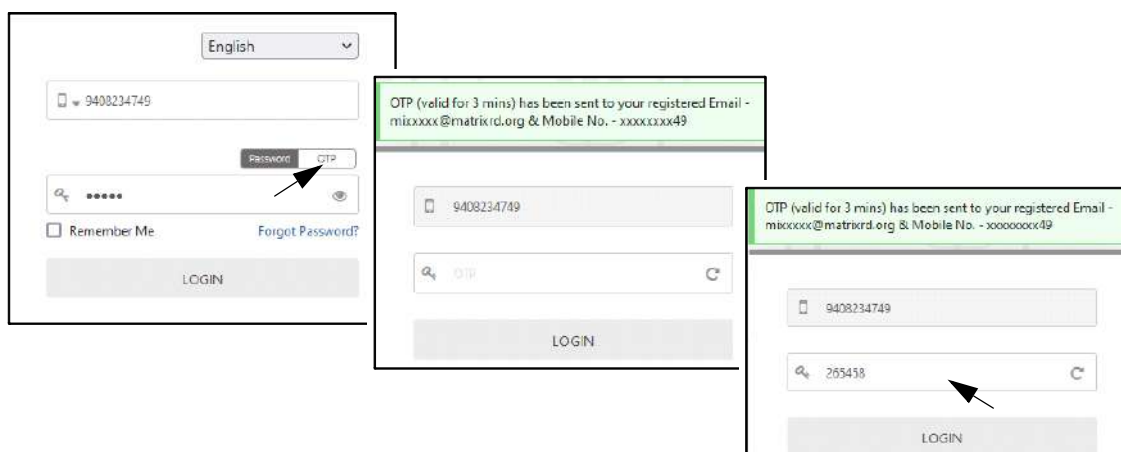 English
9408234749
Password OTP
•••••
Remember Me Forgot Password?
LOGIN
OTP (valid for 3 mins) has been sent to your registered Email -
mixxxxx@matrixrd.org & Mobile No. - xxxxxxxx49
9408234749
OTP
LOGIN
OTP (valid for 3 mins) has been sent to your registered Email -
mixxxxx@matrixrd.org & Mobile No. - xxxxxxxx49
9408234749
265458
LOGIN